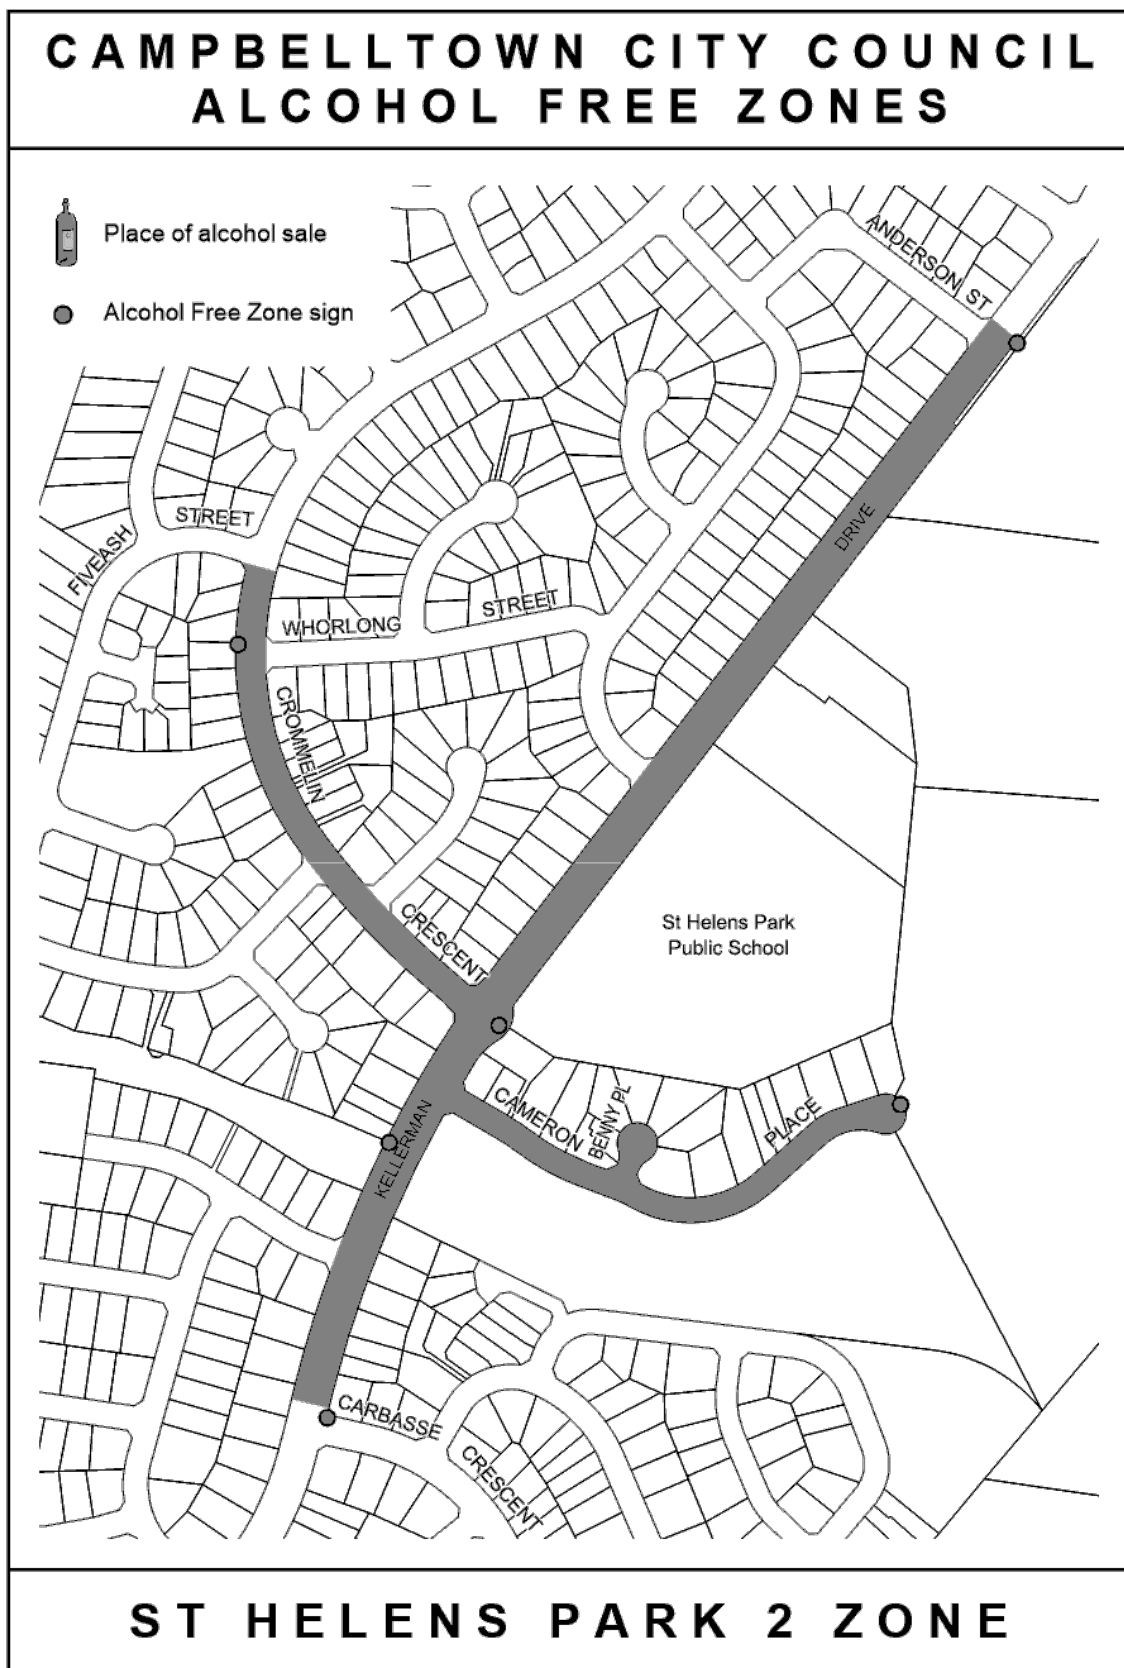 CAMPBELLTOWN CITY COUNCIL
ALCOHOL FREE ZONES
Place of alcohol sale
Alcohol Free Zone sign
ANDERSON ST
STREET
FIVEASH
DRIVE
STREET
WHORLONG
CROMMELIN
CRESCENT
St Helens Park
Public School
CAMERON
BENNY PL
PLACE
KELLERMAN
CARBASSE
CRESCENT
ST HELENS PARK 2 ZONE